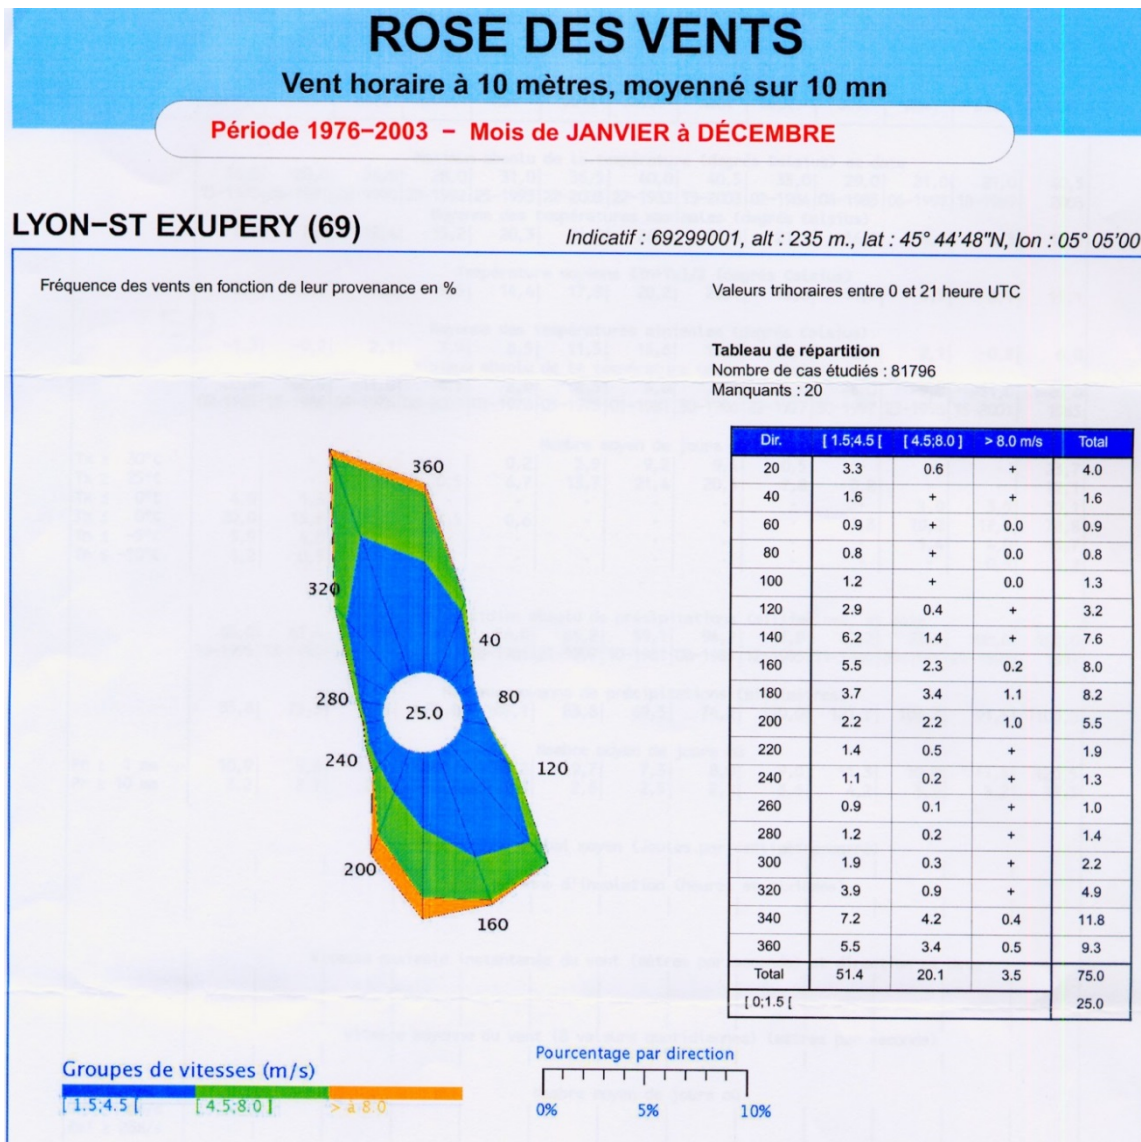 ROSE DES VENTS
Vent horaire à 10 mètres, moyenné sur 10 mn
Période 1976−2003 − Mois de JANVIER à DÉCEMBRE
LYON−ST EXUPERY (69)
Indicatif : 69299001, alt : 235 m., lat : 45° 44'48"N, lon : 05° 05'00
Fréquence des vents en fonction de leur provenance en %
Valeurs trihoraires entre 0 et 21 heure UTC
Tableau de répartition
Nombre de cas étudiés : 81796
Manquants : 20
Dir. [ 1.5;4.5 [ [ 4.5;8.0 ] > 8.0 m/s Total
20 3.3 0.6 + 4.0
40 1.6 + + 1.6
60 0.9 + 0.0 0.9
80 0.8 + 0.0 0.8
100 1.2 + 0.0 1.3
120 2.9 0.4 + 3.2
140 6.2 1.4 + 7.6
160 5.5 2.3 0.2 8.0
180 3.7 3.4 1.1 8.2
200 2.2 2.2 1.0 5.5
220 1.4 0.5 + 1.9
240 1.1 0.2 + 1.3
260 0.9 0.1 + 1.0
280 1.2 0.2 + 1.4
300 1.9 0.3 + 2.2
320 3.9 0.9 + 4.9
340 7.2 4.2 0.4 11.8
360 5.5 3.4 0.5 9.3
Total 51.4 20.1 3.5 75.0
[ 0;1.5 [ 25.0
360
320
40
280
80
25.0
240
120
200
160
Groupes de vitesses (m/s)
[ 1.5;4.5 [ [ 4.5;8.0 ] > à 8.0
Pourcentage par direction
0% 5% 10%